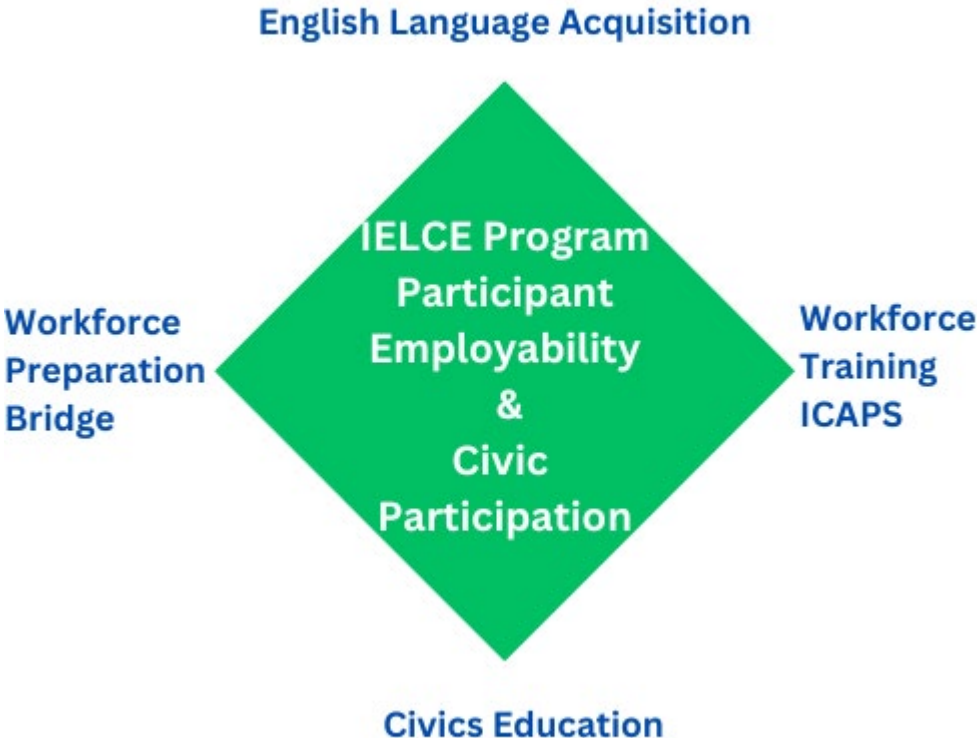 English Language Acquisition
IELCE Program
Participant
Employability
&
Civic
Participation
Workforce
Preparation
Bridge
Workforce
Training
ICAPS
Civics Education